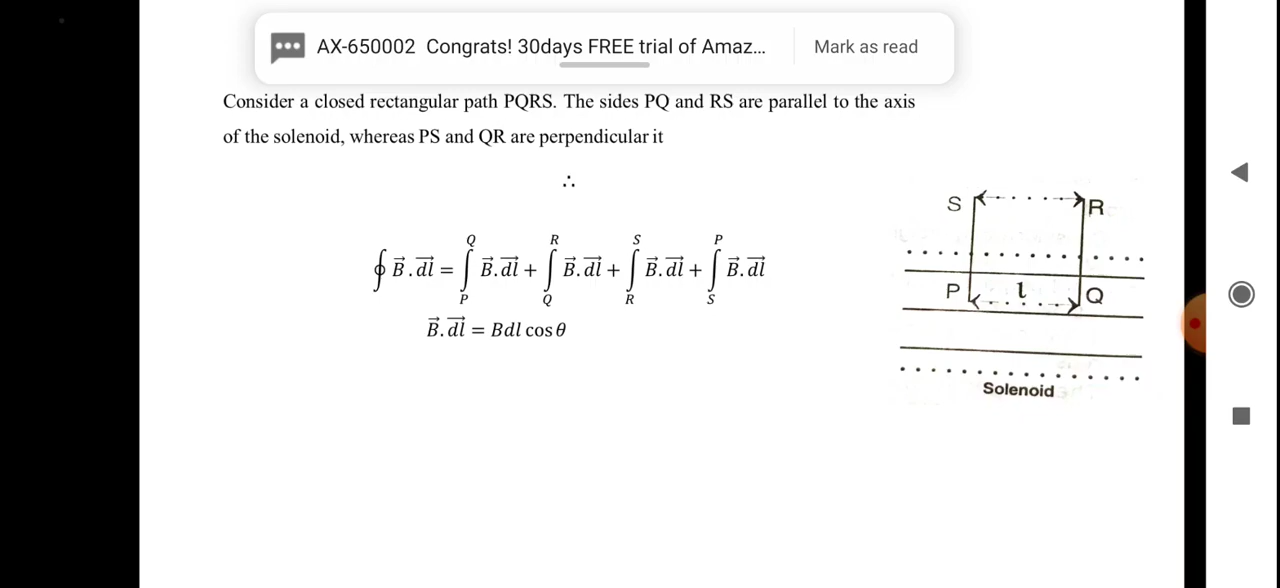 AX-650002 Congrats! 30days FREE trial of Amaz... Mark as read
Consider a closed rectangular path PQRS. The sides PQ and RS are parallel to the axis
of the solenoid, whereas PS and QR are perpendicular it
∴
∮ B⃗.dl⃗ = ∫_P^Q B⃗.dl⃗ + ∫_Q^R B⃗.dl⃗ + ∫_R^S B⃗.dl⃗ + ∫_S^P B⃗.dl⃗
B⃗.dl⃗ = Bdl cos θ
S R
P l Q
Solenoid